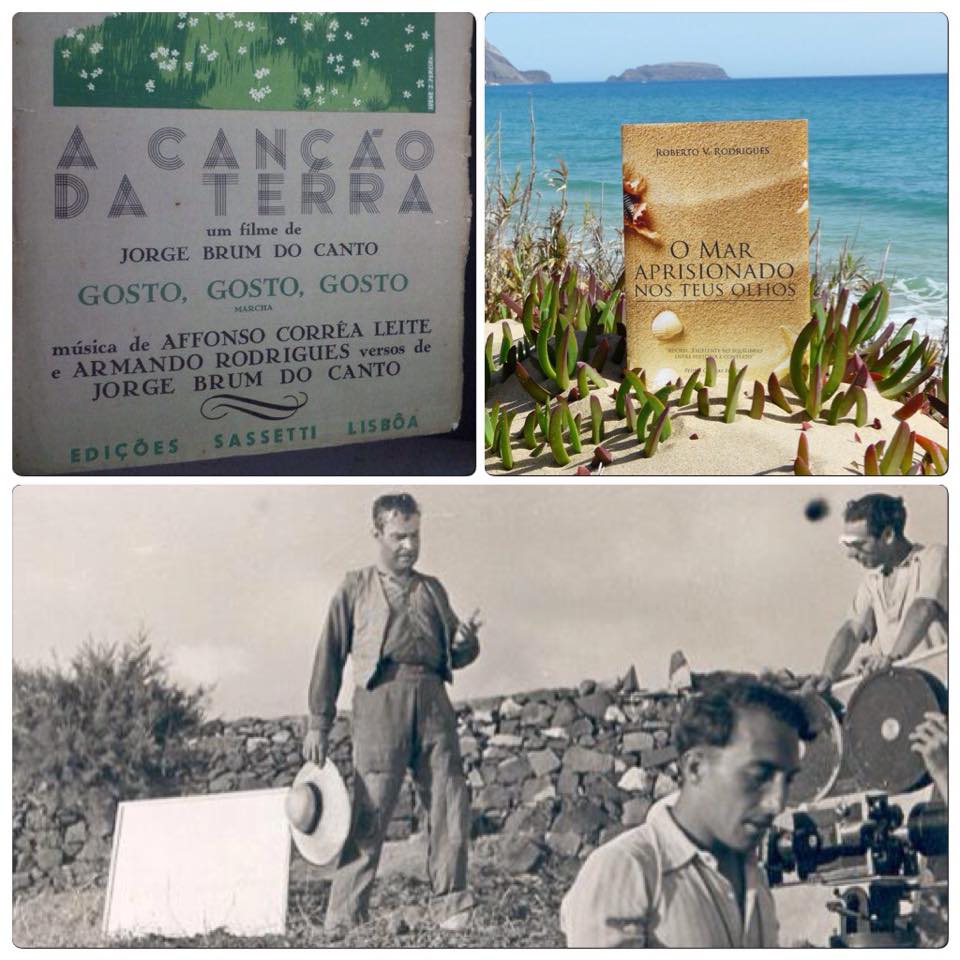 A CANÇÃO
DA TERRA
um filme de
JORGE BRUM DO CANTO
GOSTO, GOSTO, GOSTO
MARCHA
música de AFFONSO CORRÊA LEITE
e ARMANDO RODRIGUES versos de
JORGE BRUM DO CANTO
EDIÇÕES SASSETTI LISBÔA
ROBERTO V. RODRIGUES
O MAR
APRISIONADO
NOS TEUS OLHOS